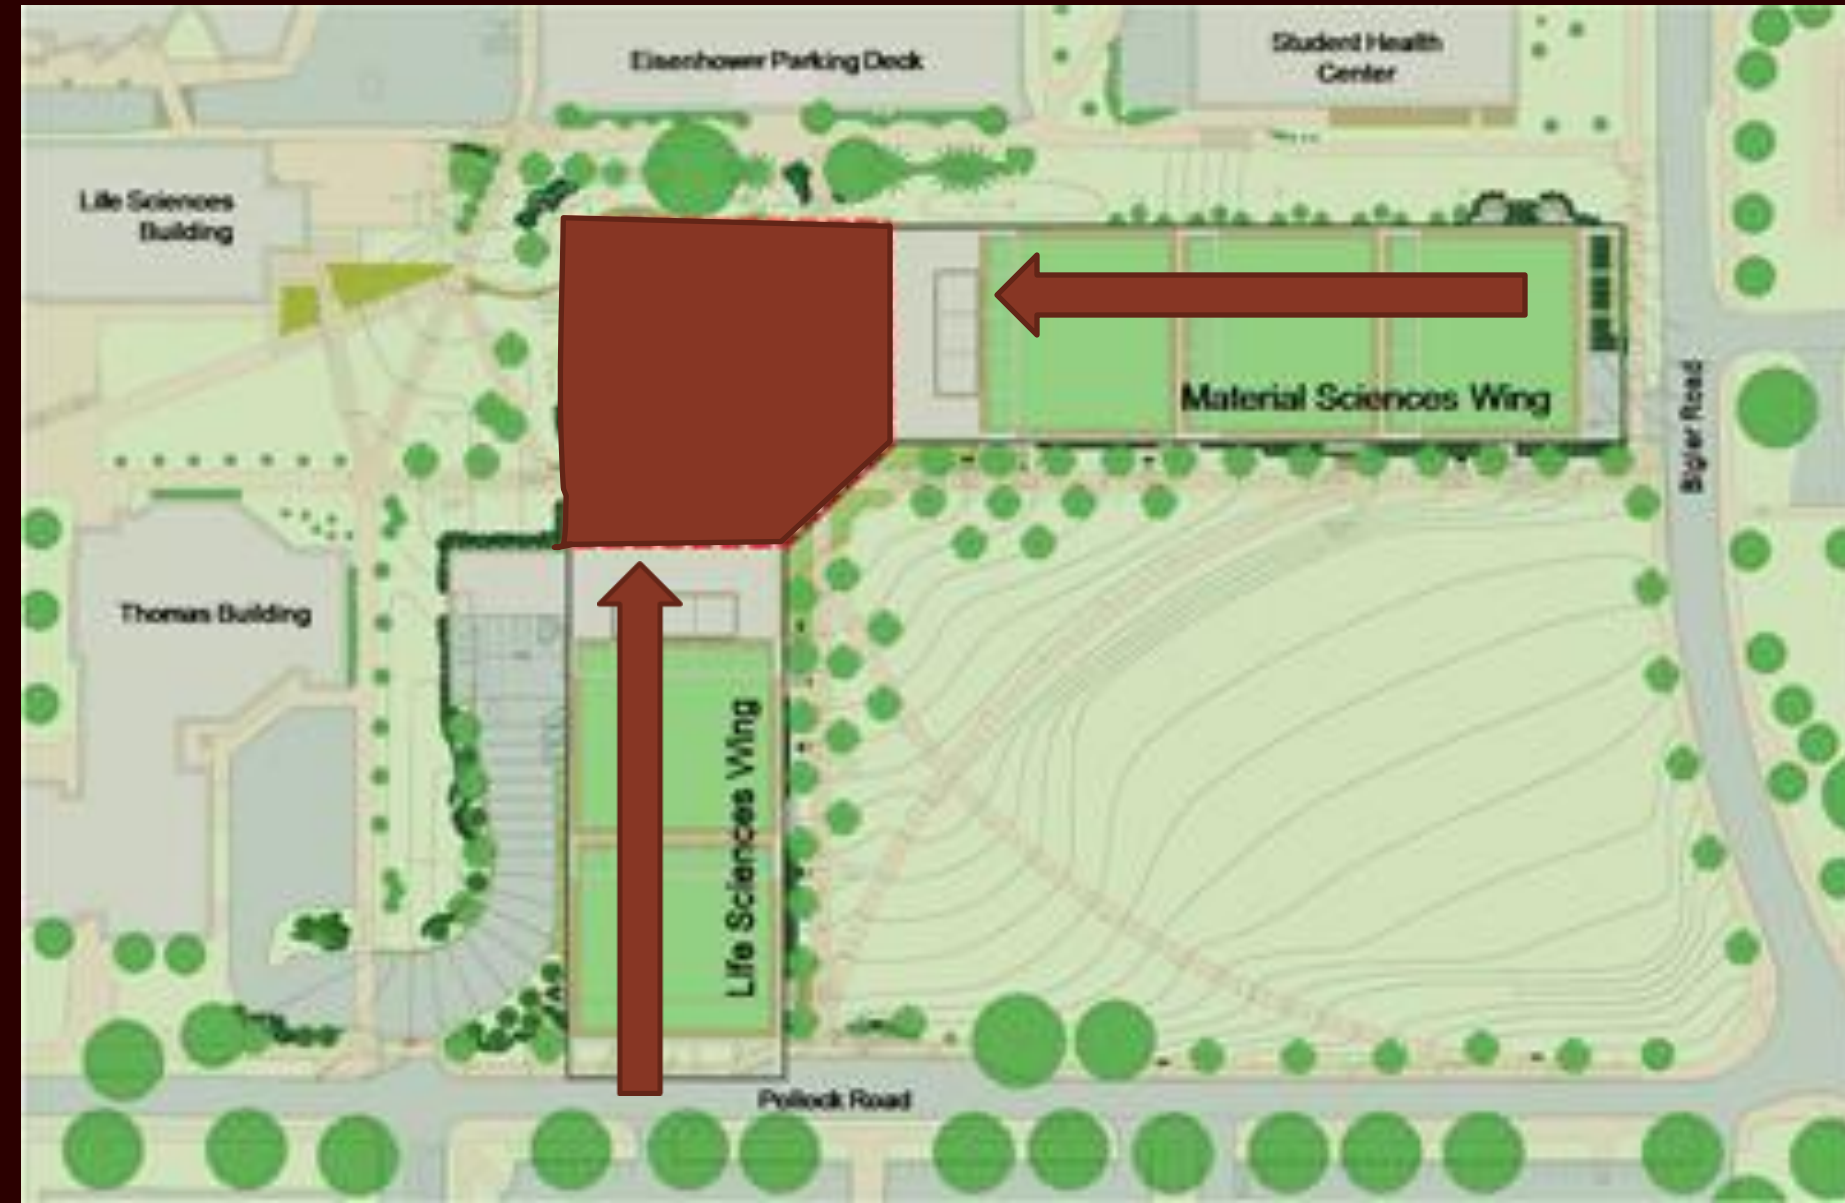 Eisenhower Parking Deck
Student Health
Center
Life Sciences
Building
Material Sciences Wing
Bigler Road
Thomas Building
Life Sciences Wing
Pollock Road